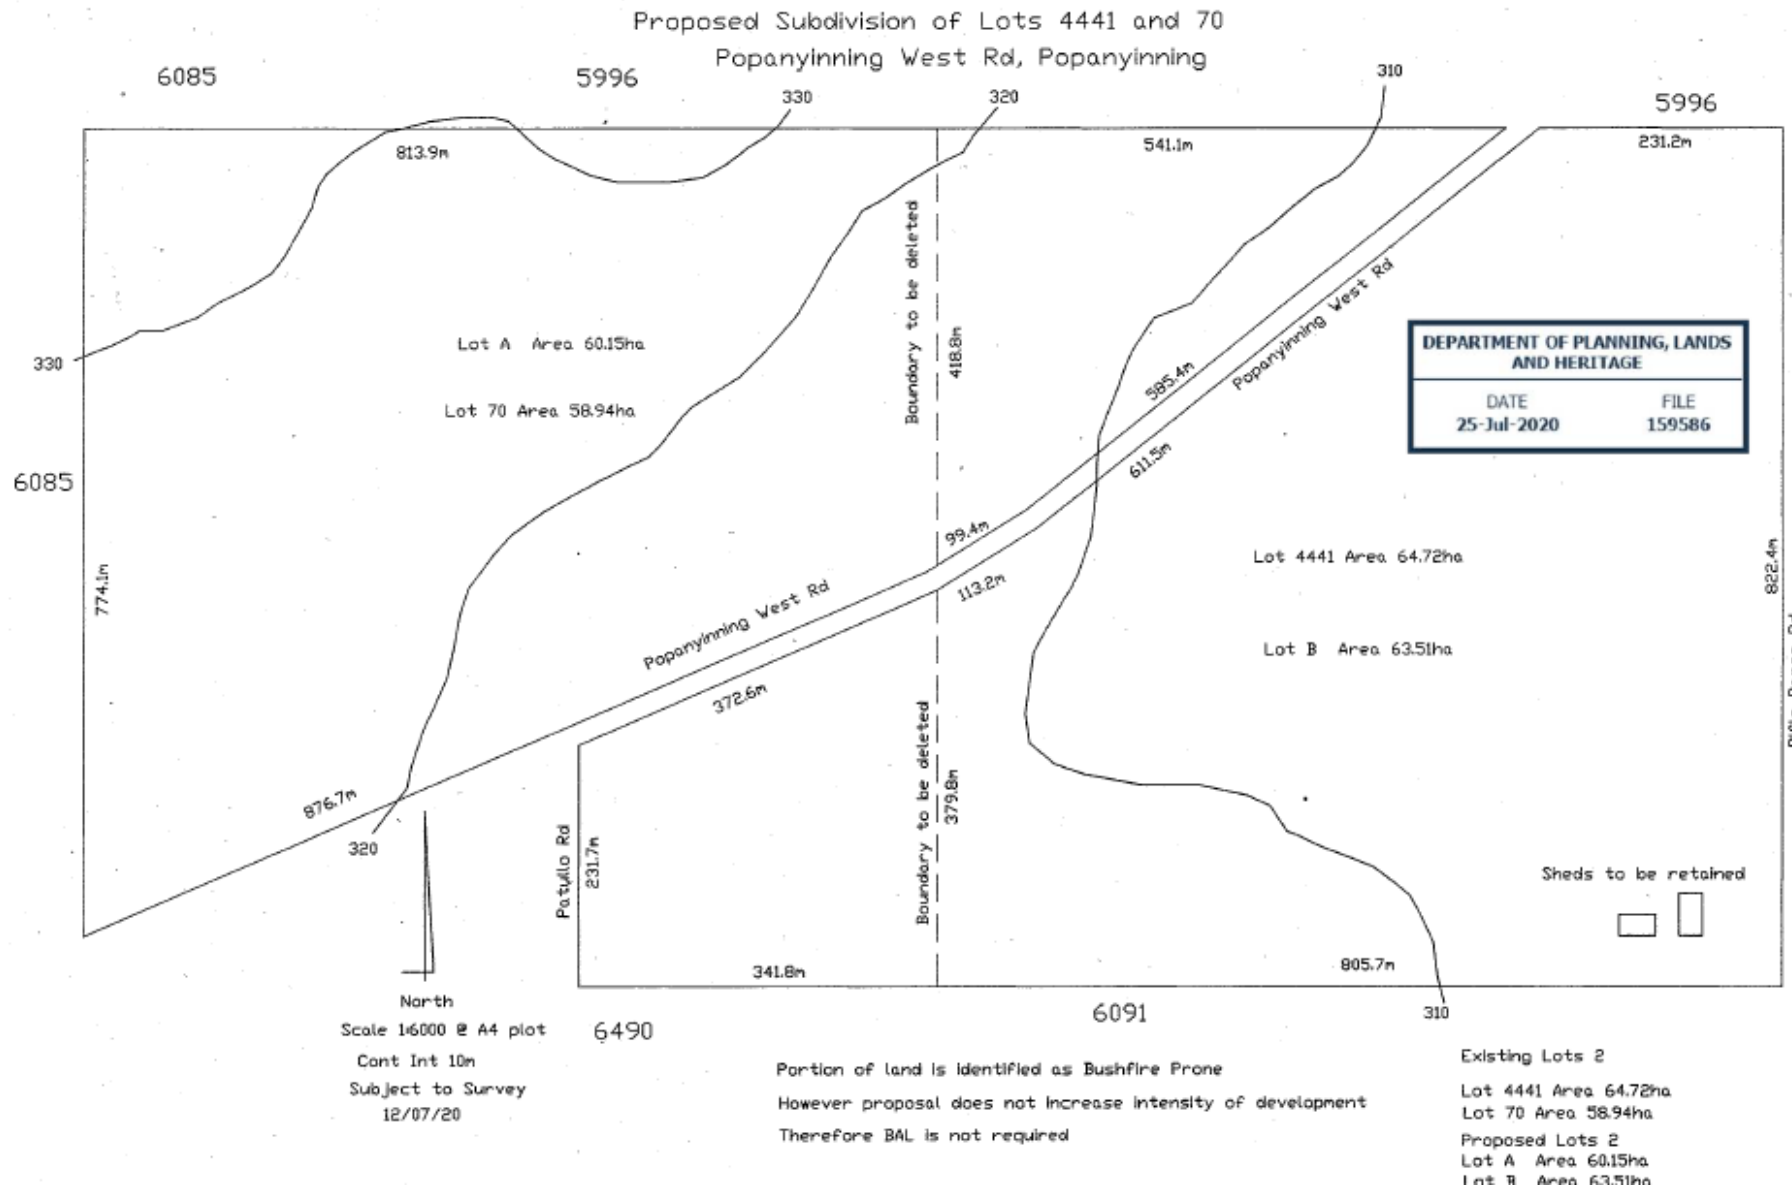 Proposed Subdivision of Lots 4441 and 70
Popanyinning West Rd, Popanyinning
6085
5996
330
320
310
5996
813.9m
541.1m
231.2m
Boundary to be deleted
418.8m
Lot A Area 60.15ha
Lot 70 Area 58.94ha
330
6085
774.1m
585.4m
Popanyinning West Rd
611.5m
DEPARTMENT OF PLANNING, LANDS
AND HERITAGE
DATE
FILE
25-Jul-2020
159586
99.4m
113.2m
Lot 4441 Area 64.72ha
Lot B Area 63.51ha
822.4m
Popanyinning West Rd
372.6m
876.7m
320
Patullo Rd
231.7m
Boundary to be deleted
379.8m
Sheds to be retained
341.8m
805.7m
North
Scale 1:6000 @ A4 plot
Cont Int 10m
Subject to Survey
12/07/20
6490
6091
310
Portion of land is identified as Bushfire Prone
However proposal does not increase intensity of development
Therefore BAL is not required
Existing Lots 2
Lot 4441 Area 64.72ha
Lot 70 Area 58.94ha
Proposed Lots 2
Lot A Area 60.15ha
Lot B Area 63.51ha